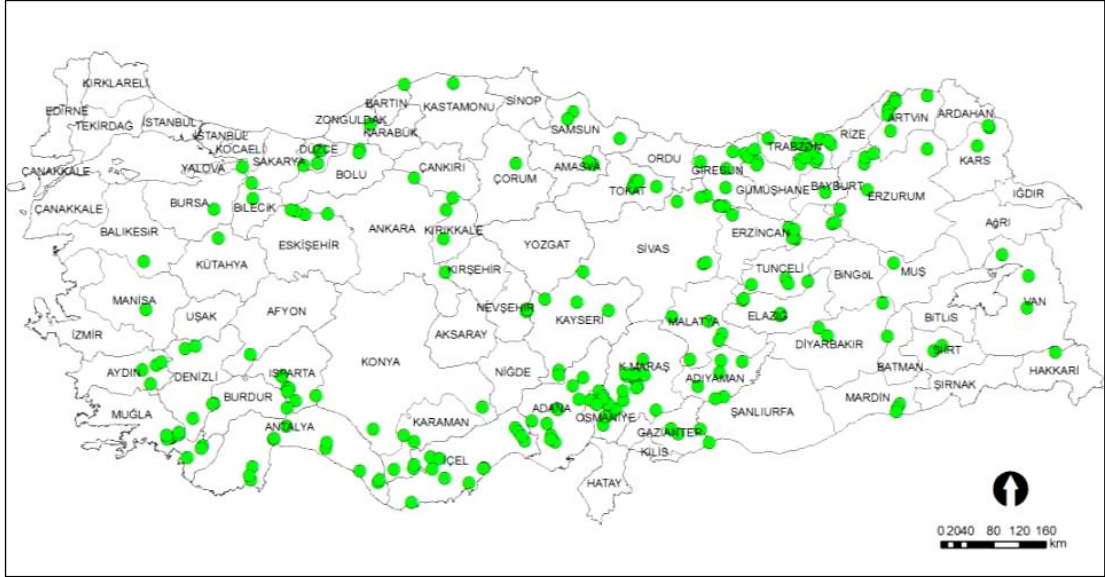 KIRKLARELİ
EDİRNE
TEKİRDAĞ
İSTANBUL
İSTANBUL
KOCAELİ
YALOVA
SAKARYA
DÜZCE
ZONGULDAK
BARTIN
KARABÜK
KASTAMONU
SİNOP
SAMSUN
ORDU
GİRESUN
TRABZON
RİZE
ARTVİN
ARDAHAN
KARS
ÇANAKKALE
ÇANAKKALE
BURSA
BİLECİK
BOLU
ÇANKIRI
ÇORUM
AMASYA
TOKAT
GÜMÜŞHANE
BAYBURT
ERZURUM
IĞDIR
AĞRI
BALIKESİR
KÜTAHYA
ESKİŞEHİR
ANKARA
KIRIKKALE
YOZGAT
SİVAS
ERZİNCAN
TUNCELİ
BİNGöL
MUŞ
KIRŞEHİR
MANİSA
UŞAK
AFYON
NEVŞEHİR
KAYSERİ
MALATYA
ELAZIĞ
BİTLİS
VAN
İZMİR
AKSARAY
KONYA
DİYARBAKIR
SİİRT
AYDIN
DENİZLİ
ISPARTA
BURDUR
NİĞDE
K.MARAŞ
ADIYAMAN
BATMAN
ŞIRNAK
HAKKARİ
MUĞLA
ANTALYA
KARAMAN
ADANA
OSMANİYE
GAZİANTEP
ŞANLIURFA
MARDİN
İÇEL
KİLİS
HATAY
0 20 40 80 120 160
km